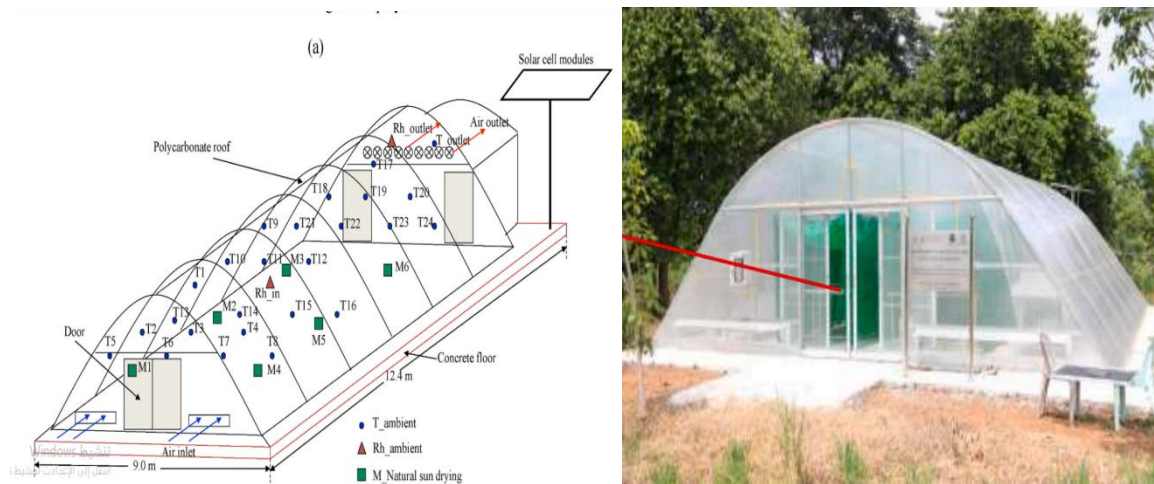 (a)
Solar cell modules
Rh_outlet
Air outlet
T_outlet
Polycarbonate roof
T17
T18
T19
T20
T9
T21
T22
T23
T24
T10
T11
M3
T12
M6
T1
Rh_in
M2
T14
T15
T16
T13
Door
T2
T3
T4
M5
T5
T6
T7
T8
M1
M4
Concrete floor
12.4 m
Air inlet
9.0 m
T_ambient
Rh_ambient
M_Natural sun drying
تنشيط Windows